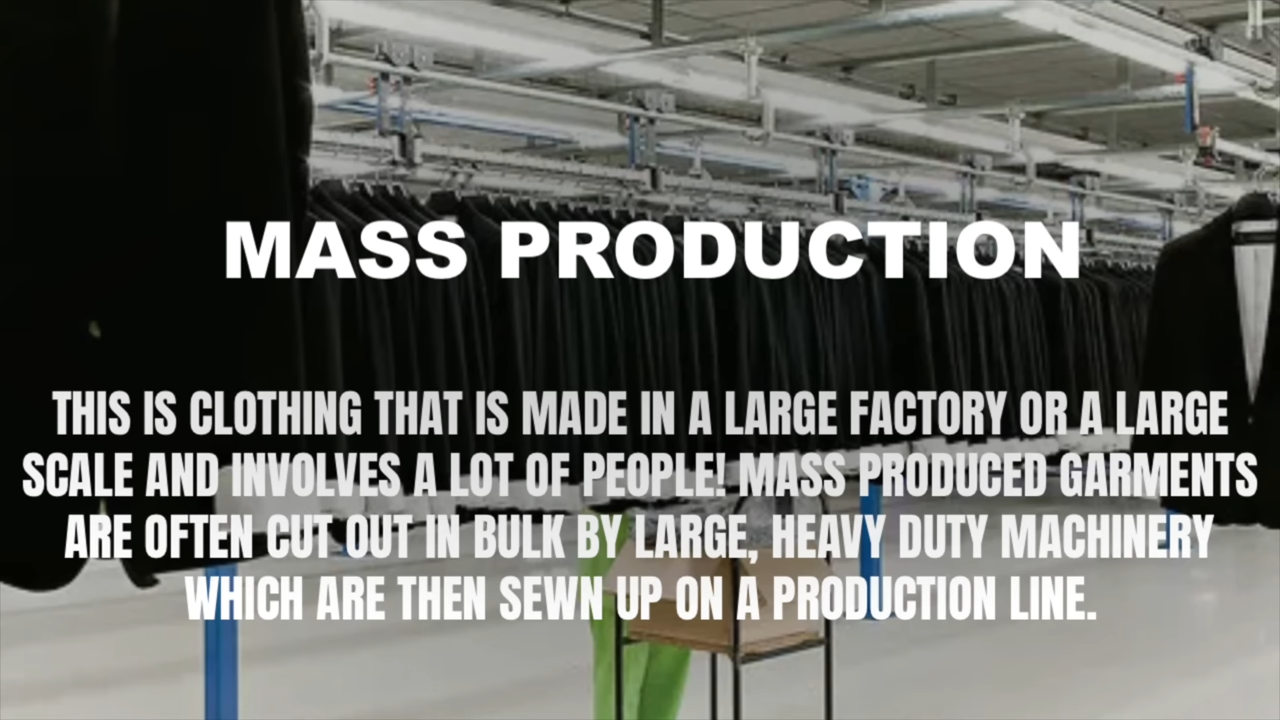 MASS PRODUCTION
THIS IS CLOTHING THAT IS MADE IN A LARGE FACTORY OR A LARGE
SCALE AND INVOLVES A LOT OF PEOPLE! MASS PRODUCED GARMENTS
ARE OFTEN CUT OUT IN BULK BY LARGE, HEAVY DUTY MACHINERY
WHICH ARE THEN SEWN UP ON A PRODUCTION LINE.